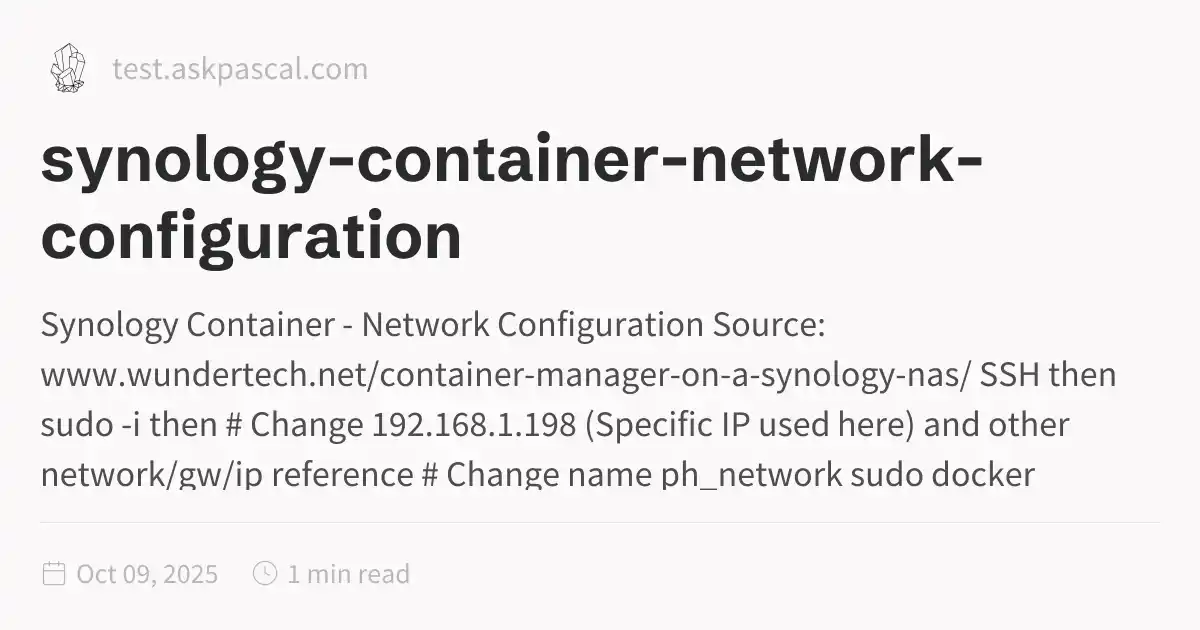 test.askpascal.com
synology-container-network-
configuration
Synology Container - Network Configuration Source:
www.wundertech.net/container-manager-on-a-synology-nas/ SSH then
sudo -i then # Change 192.168.1.198 (Specific IP used here) and other
network/gw/ip reference # Change name ph_network sudo docker
Oct 09, 2025
1 min read